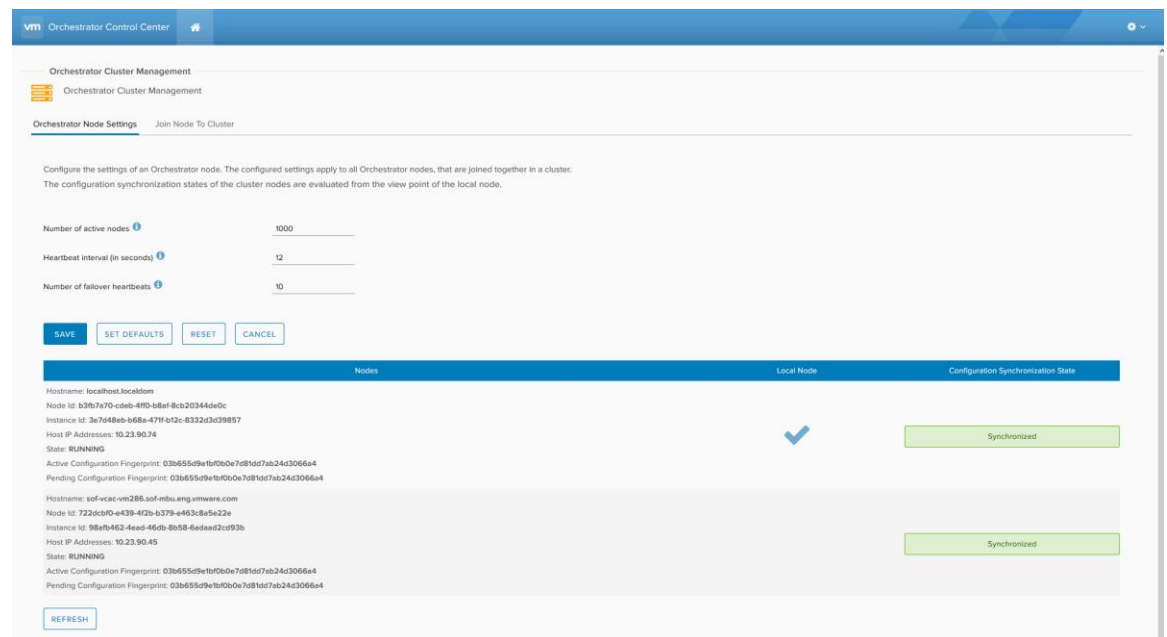 vm Orchestrator Control Center
Orchestrator Cluster Management
Orchestrator Cluster Management
Orchestrator Node Settings Join Node To Cluster
Configure the settings of an Orchestrator node. The configured settings apply to all Orchestrator nodes, that are joined together in a cluster.
The configuration synchronization states of the cluster nodes are evaluated from the view point of the local node.
Number of active nodes 1000
Heartbeat interval (in seconds) 12
Number of failover heartbeats 10
SAVE SET DEFAULTS RESET CANCEL
Nodes Local Node Configuration Synchronization State
Hostname: localhost.localdom
Node Id: b3fb7a70-cdeb-4ff0-b8af-8cb20344de0c
Instance Id: 3e7d48eb-b68a-471f-b12c-8332d3d39857
Host IP Addresses: 10.23.90.74
Synchronized
State: RUNNING
Active Configuration Fingerprint: 03b655d9e1bf0b0e7d81dd7ab24d3066a4
Pending Configuration Fingerprint: 03b655d9e1bf0b0e7d81dd7ab24d3066a4
Hostname: sof-vcac-vm286.sof-mbu.eng.vmware.com
Node Id: 722dcbf0-e439-4f2b-b379-e463c8a5e22e
Instance Id: 98afb462-4ead-46db-8b58-6adaad2cd93b
Host IP Addresses: 10.23.90.45
Synchronized
State: RUNNING
Active Configuration Fingerprint: 03b655d9e1bf0b0e7d81dd7ab24d3066a4
Pending Configuration Fingerprint: 03b655d9e1bf0b0e7d81dd7ab24d3066a4
REFRESH